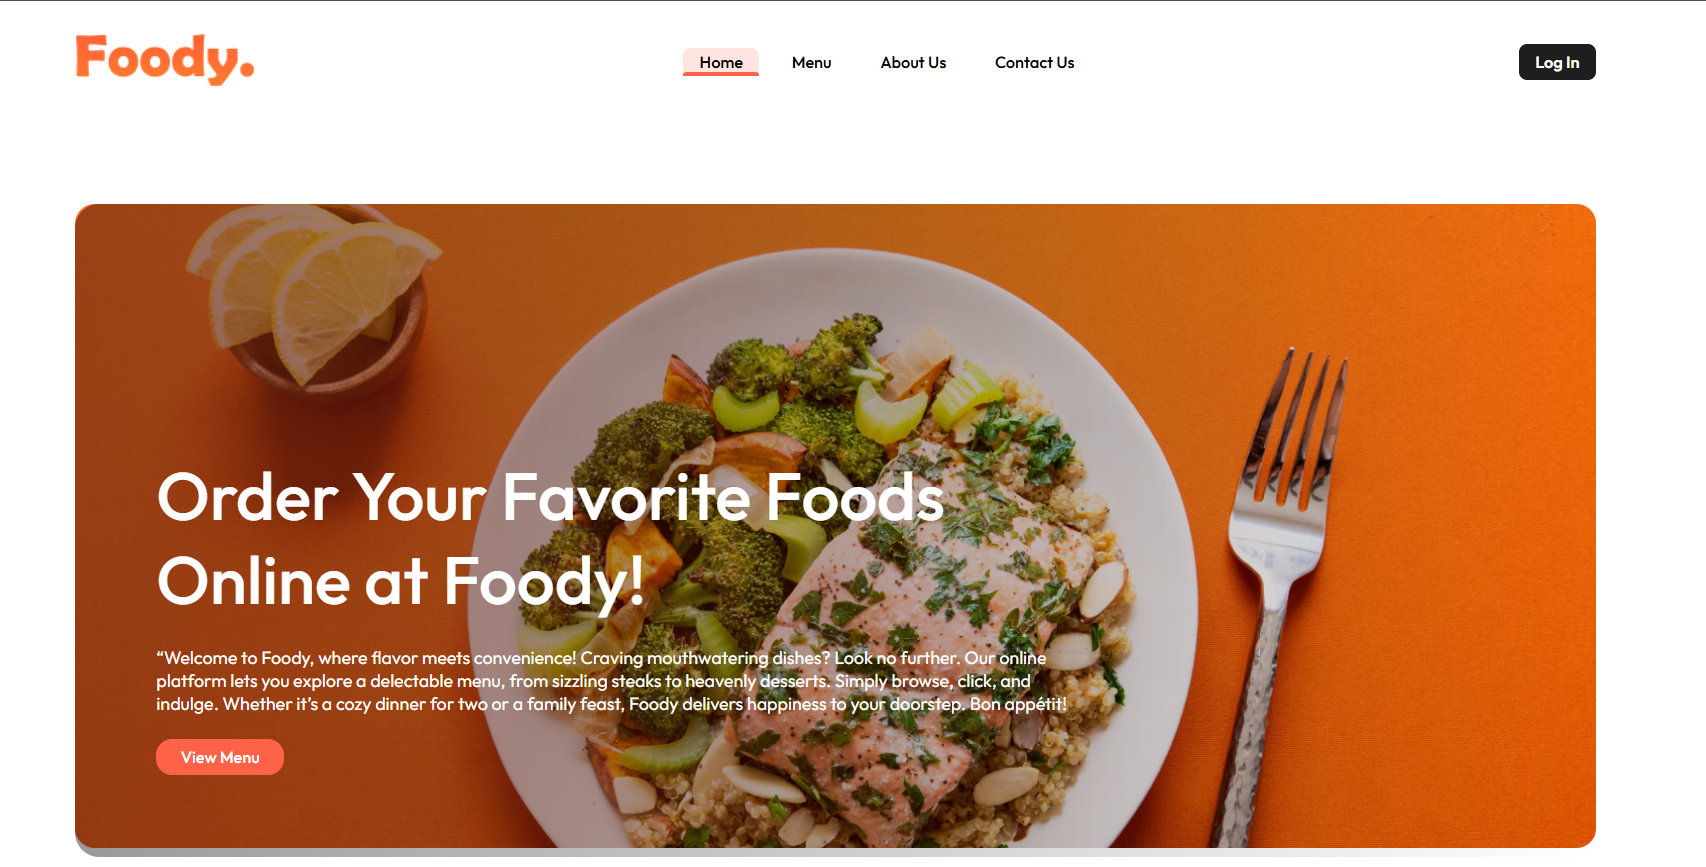 Foody.
Home
Menu
About Us
Contact Us
Log In
Order Your Favorite Foods
Online at Foody!
“Welcome to Foody, where flavor meets convenience! Craving mouthwatering dishes? Look no further. Our online
platform lets you explore a delectable menu, from sizzling steaks to heavenly desserts. Simply browse, click, and
indulge. Whether it’s a cozy dinner for two or a family feast, Foody delivers happiness to your doorstep. Bon appétit!
View Menu